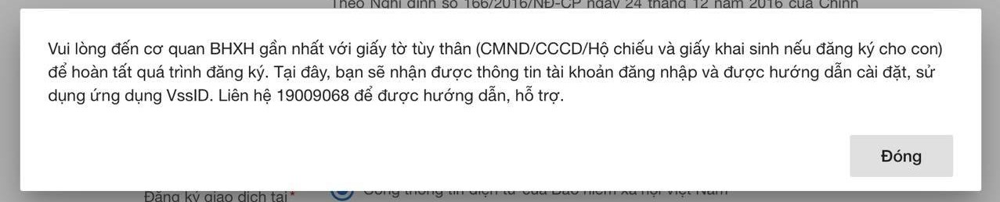 Theo Nghị định số 166/2016/NĐ-CP ngày 24 tháng 12 năm 2016 của Chính
Vui lòng đến cơ quan BHXH gần nhất với giấy tờ tùy thân (CMND/CCCD/Hộ chiếu và giấy khai sinh nếu đăng ký cho con)
để hoàn tất quá trình đăng ký. Tại đây, bạn sẽ nhận được thông tin tài khoản đăng nhập và được hướng dẫn cài đặt, sử
dụng ứng dụng VssID. Liên hệ 19009068 để được hướng dẫn, hỗ trợ.
Đóng
Đăng ký giao dịch tại* Cổng thông tin điện tử của Bảo hiểm xã hội Việt Nam